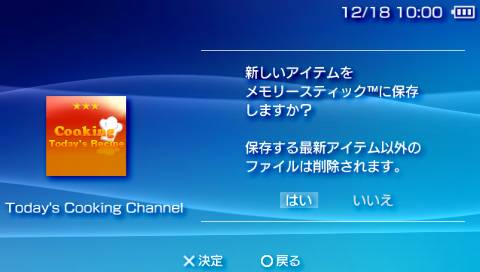 12/18 10:00
新しいアイテムを
メモリースティック™に保存
しますか?
保存する最新アイテム以外の
ファイルは削除されます。
はい いいえ
★★★
Cooking
Today's Recipe
Today's Cooking Channel
×決定 ○戻る